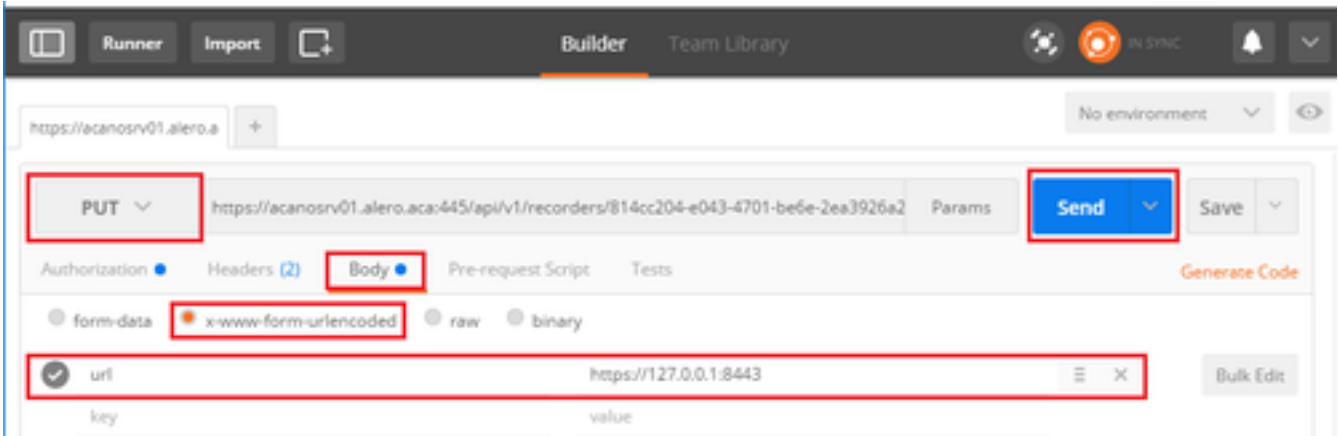 Runner Import Builder Team Library IN SYNC
https://acanosrv01.alero.a + No environment
PUT https://acanosrv01.alero.aca:445/api/v1/recorders/814cc204-e043-4701-be6e-2ea3926a2 Params Send Save
Authorization Headers (2) Body Pre-request Script Tests Generate Code
form-data x-www-form-urlencoded raw binary
url https://127.0.0.1:8443 Bulk Edit
key value